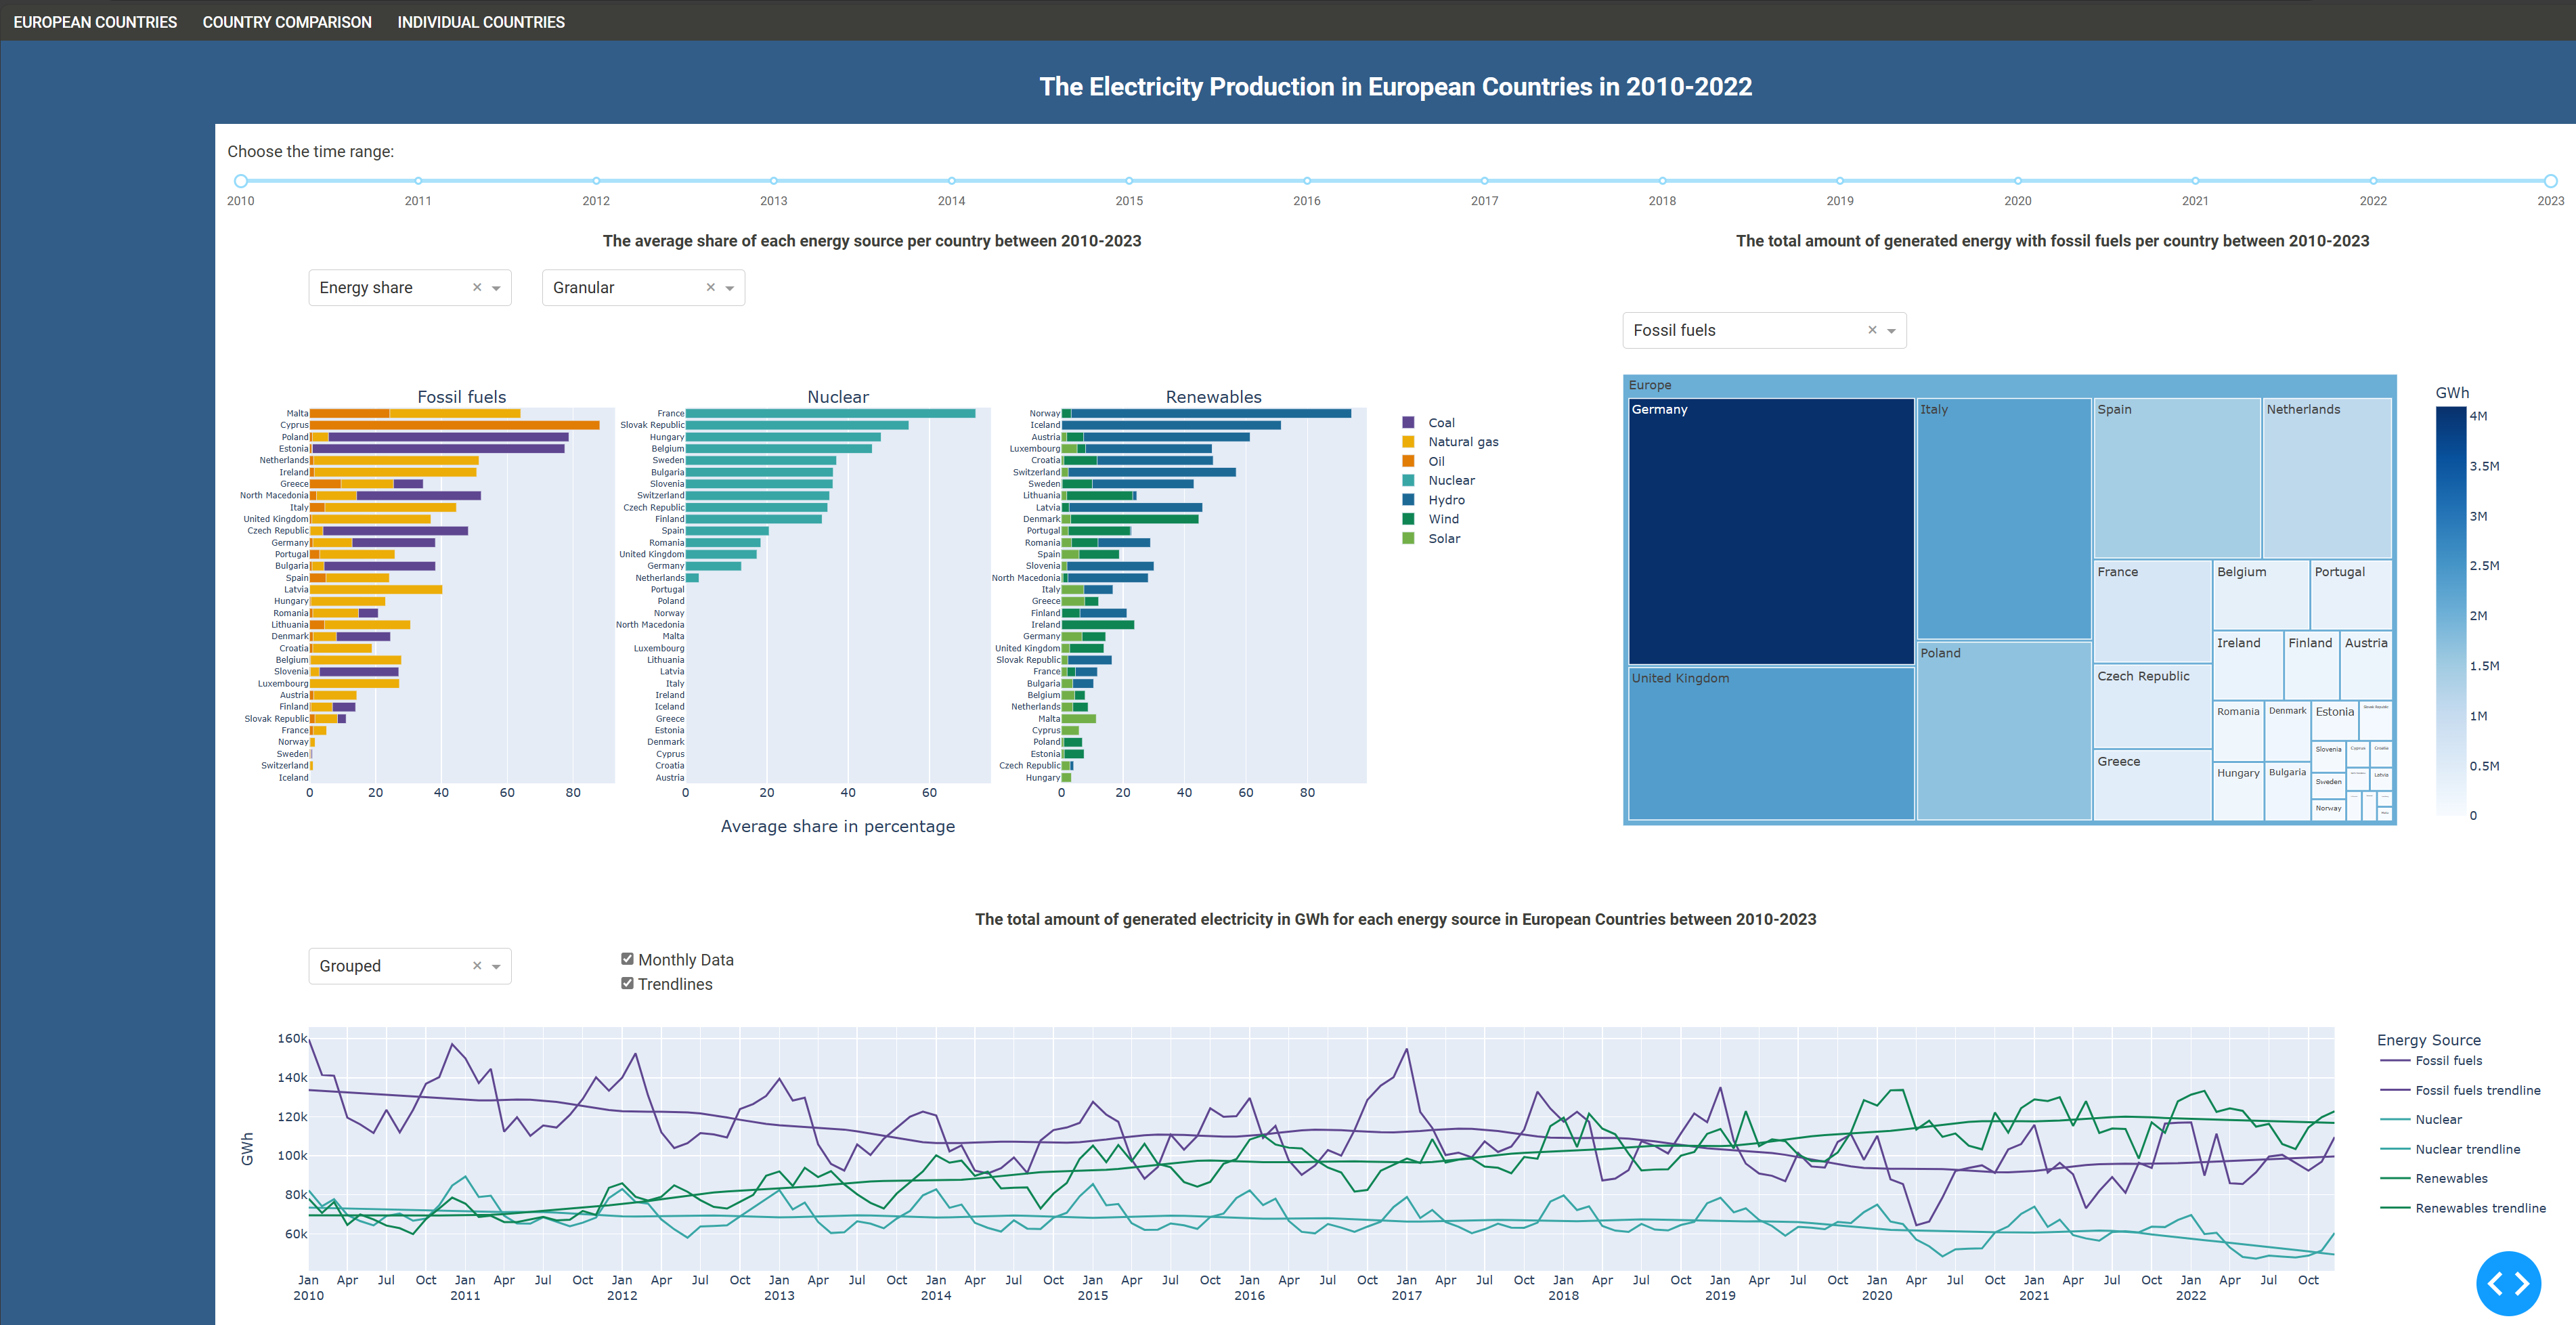 EUROPEAN COUNTRIES COUNTRY COMPARISON INDIVIDUAL COUNTRIES
The Electricity Production in European Countries in 2010-2022
Choose the time range:
2010 2011 2012 2013 2014 2015 2016 2017 2018 2019 2020 2021 2022 2023
The average share of each energy source per country between 2010-2023
Energy share × Granular ×
Fossil fuels
Malta
Cyprus
Poland
Estonia
Netherlands
Ireland
Greece
North Macedonia
Italy
United Kingdom
Czech Republic
Germany
Portugal
Bulgaria
Spain
Latvia
Hungary
Romania
Lithuania
Denmark
Croatia
Belgium
Slovenia
Luxembourg
Austria
Finland
Slovak Republic
France
Norway
Sweden
Switzerland
Iceland
0 20 40 60 80
Nuclear
France
Slovak Republic
Hungary
Belgium
Sweden
Bulgaria
Slovenia
Switzerland
Czech Republic
Finland
Spain
Romania
United Kingdom
Germany
Netherlands
Portugal
Poland
Norway
North Macedonia
Malta
Luxembourg
Lithuania
Latvia
Italy
Ireland
Iceland
Greece
Estonia
Denmark
Cyprus
Croatia
Austria
0 20 40 60
Renewables
Norway
Iceland
Austria
Luxembourg
Croatia
Switzerland
Sweden
Lithuania
Latvia
Denmark
Portugal
Romania
Spain
Slovenia
North Macedonia
Italy
Greece
Finland
Ireland
Germany
United Kingdom
Slovak Republic
France
Bulgaria
Belgium
Netherlands
Malta
Cyprus
Poland
Estonia
Czech Republic
Hungary
0 20 40 60 80
Average share in percentage
Coal
Natural gas
Oil
Nuclear
Hydro
Wind
Solar
The total amount of generated energy with fossil fuels per country between 2010-2023
Fossil fuels ×
Europe
Germany
United Kingdom
Italy
Poland
Spain
Netherlands
France
Czech Republic
Greece
Belgium
Portugal
Ireland
Finland
Austria
Romania
Denmark
Estonia
Hungary
Bulgaria
Slovenia
Cyprus
Croatia
Sweden
Latvia
Norway
GWh
4M
3.5M
3M
2.5M
2M
1.5M
1M
0.5M
0
The total amount of generated electricity in GWh for each energy source in European Countries between 2010-2023
Grouped ×
Monthly Data
Trendlines
GWh
160k
140k
120k
100k
80k
60k
Jan Apr Jul Oct Jan Apr Jul Oct Jan Apr Jul Oct Jan Apr Jul Oct Jan Apr Jul Oct Jan Apr Jul Oct Jan Apr Jul Oct Jan Apr Jul Oct Jan Apr Jul Oct Jan Apr Jul Oct Jan Apr Jul Oct Jan Apr Jul Oct Jan Apr Jul Oct
2010 2011 2012 2013 2014 2015 2016 2017 2018 2019 2020 2021 2022
Energy Source
Fossil fuels
Fossil fuels trendline
Nuclear
Nuclear trendline
Renewables
Renewables trendline